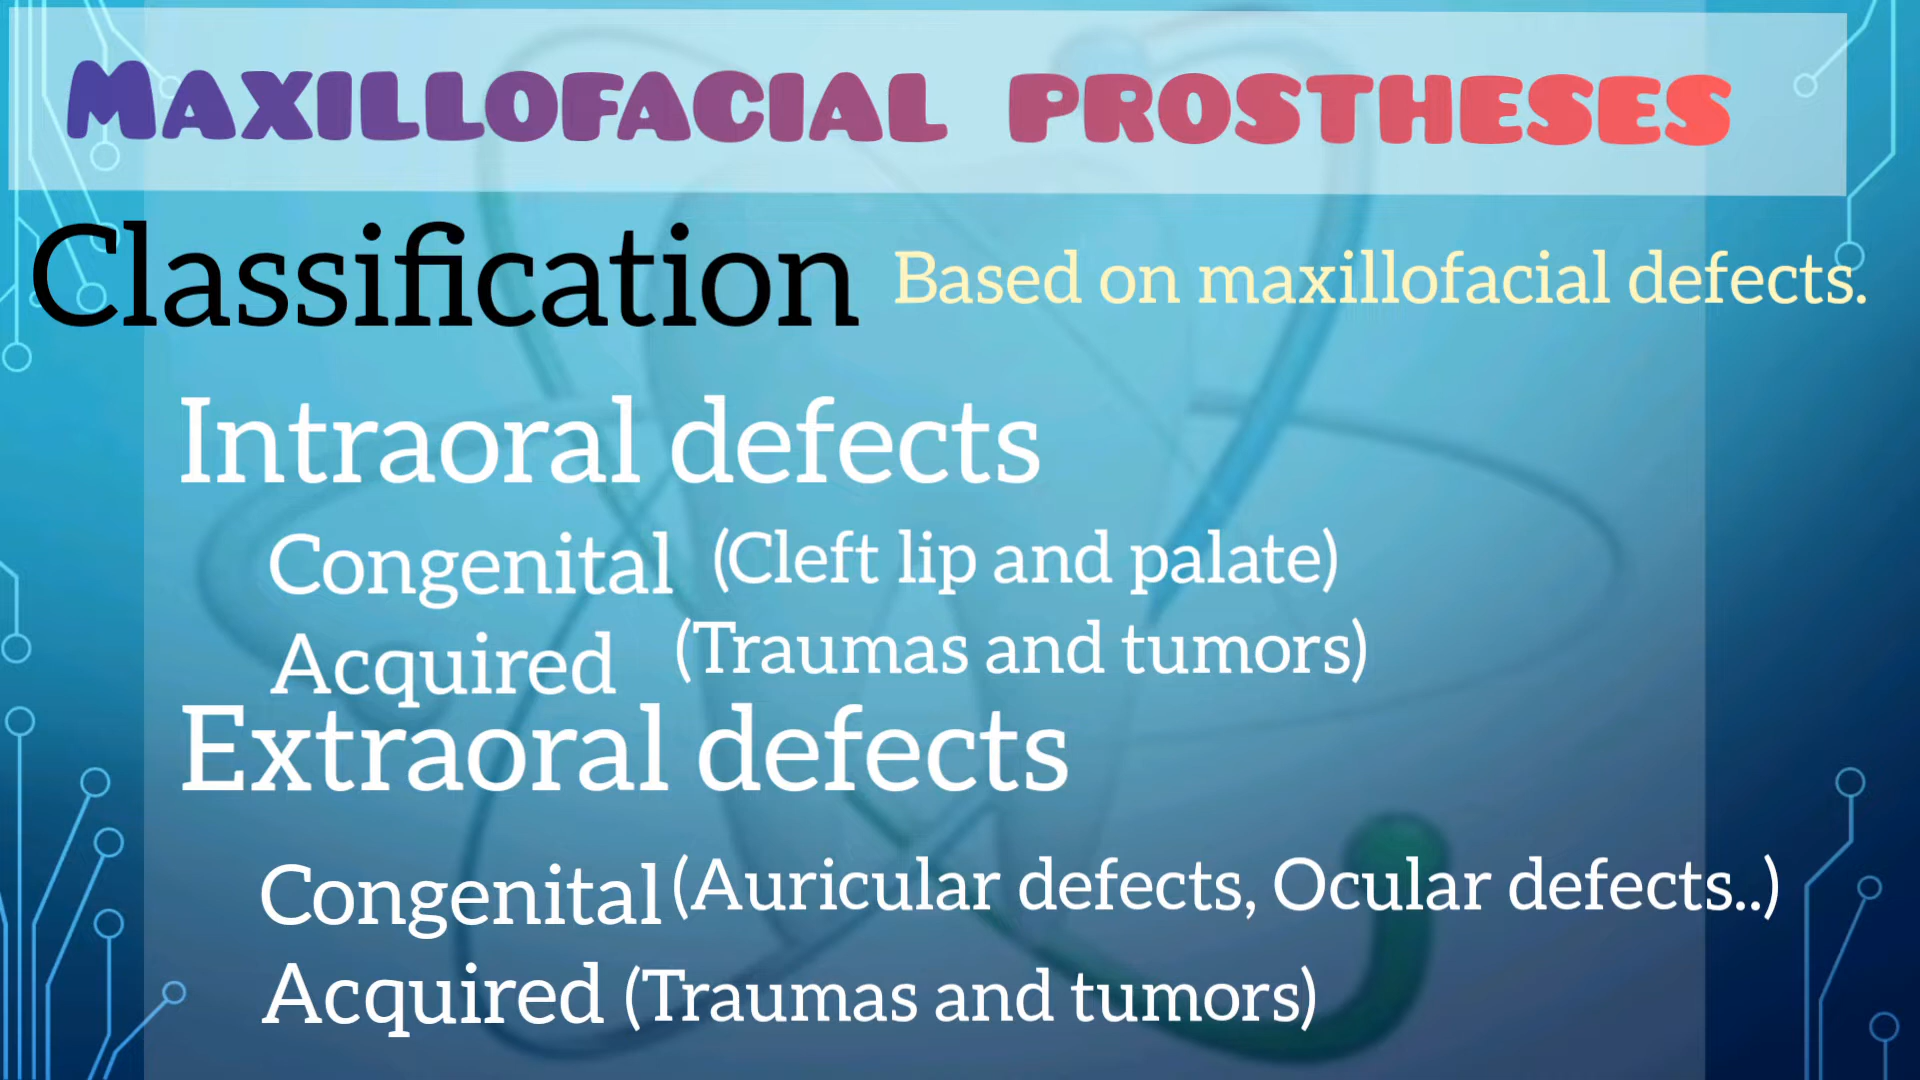 MAXILLOFACIAL PROSTHESES
Classification Based on maxillofacial defects.
Intraoral defects
Congenital (Cleft lip and palate)
Acquired (Traumas and tumors)
Extraoral defects
Congenital (Auricular defects, Ocular defects..)
Acquired (Traumas and tumors)